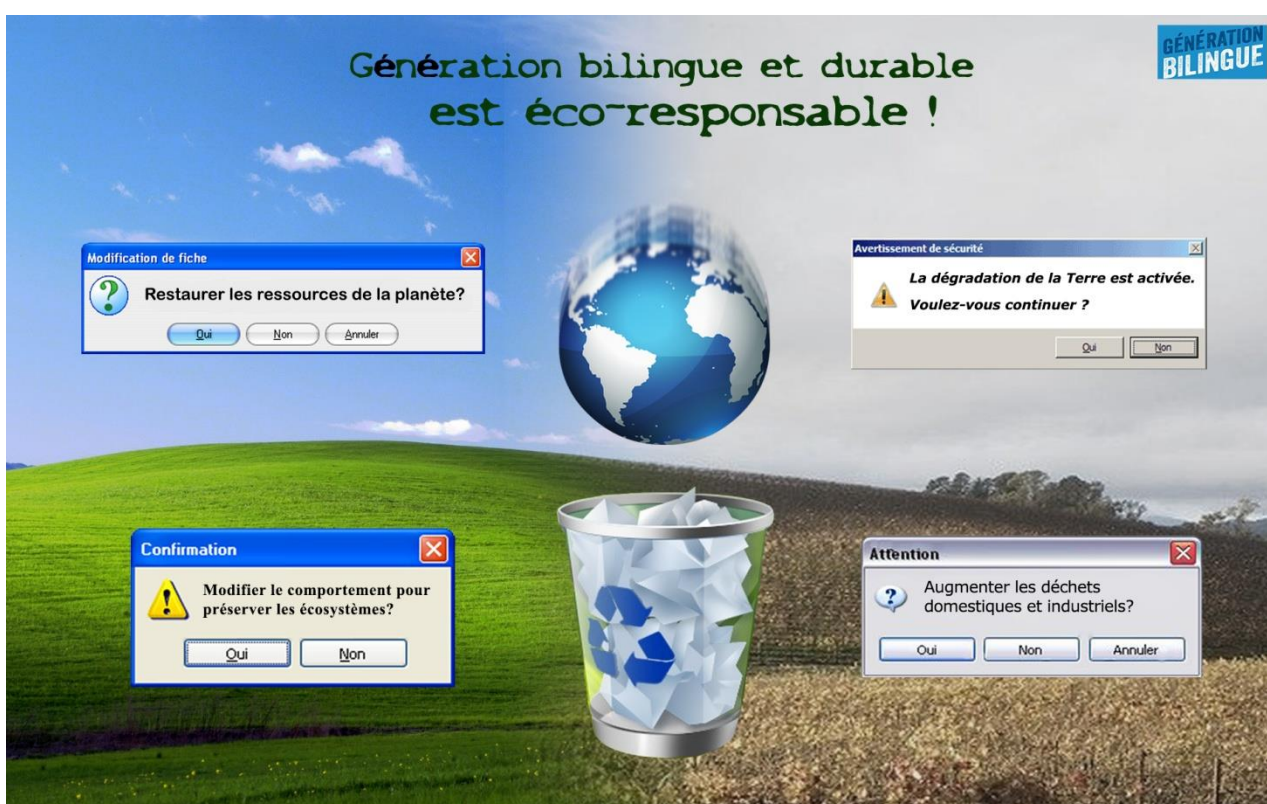 Génération bilingue et durable
est éco-responsable !
GÉNÉRATION
BILINGUE
Modification de fiche
Restaurer les ressources de la planète?
Oui Non Annuler
Avertissement de sécurité
La dégradation de la Terre est activée.
Voulez-vous continuer ?
Oui Non
Confirmation
Modifier le comportement pour
préserver les écosystèmes?
Oui Non
Attention
Augmenter les déchets
domestiques et industriels?
Oui Non Annuler